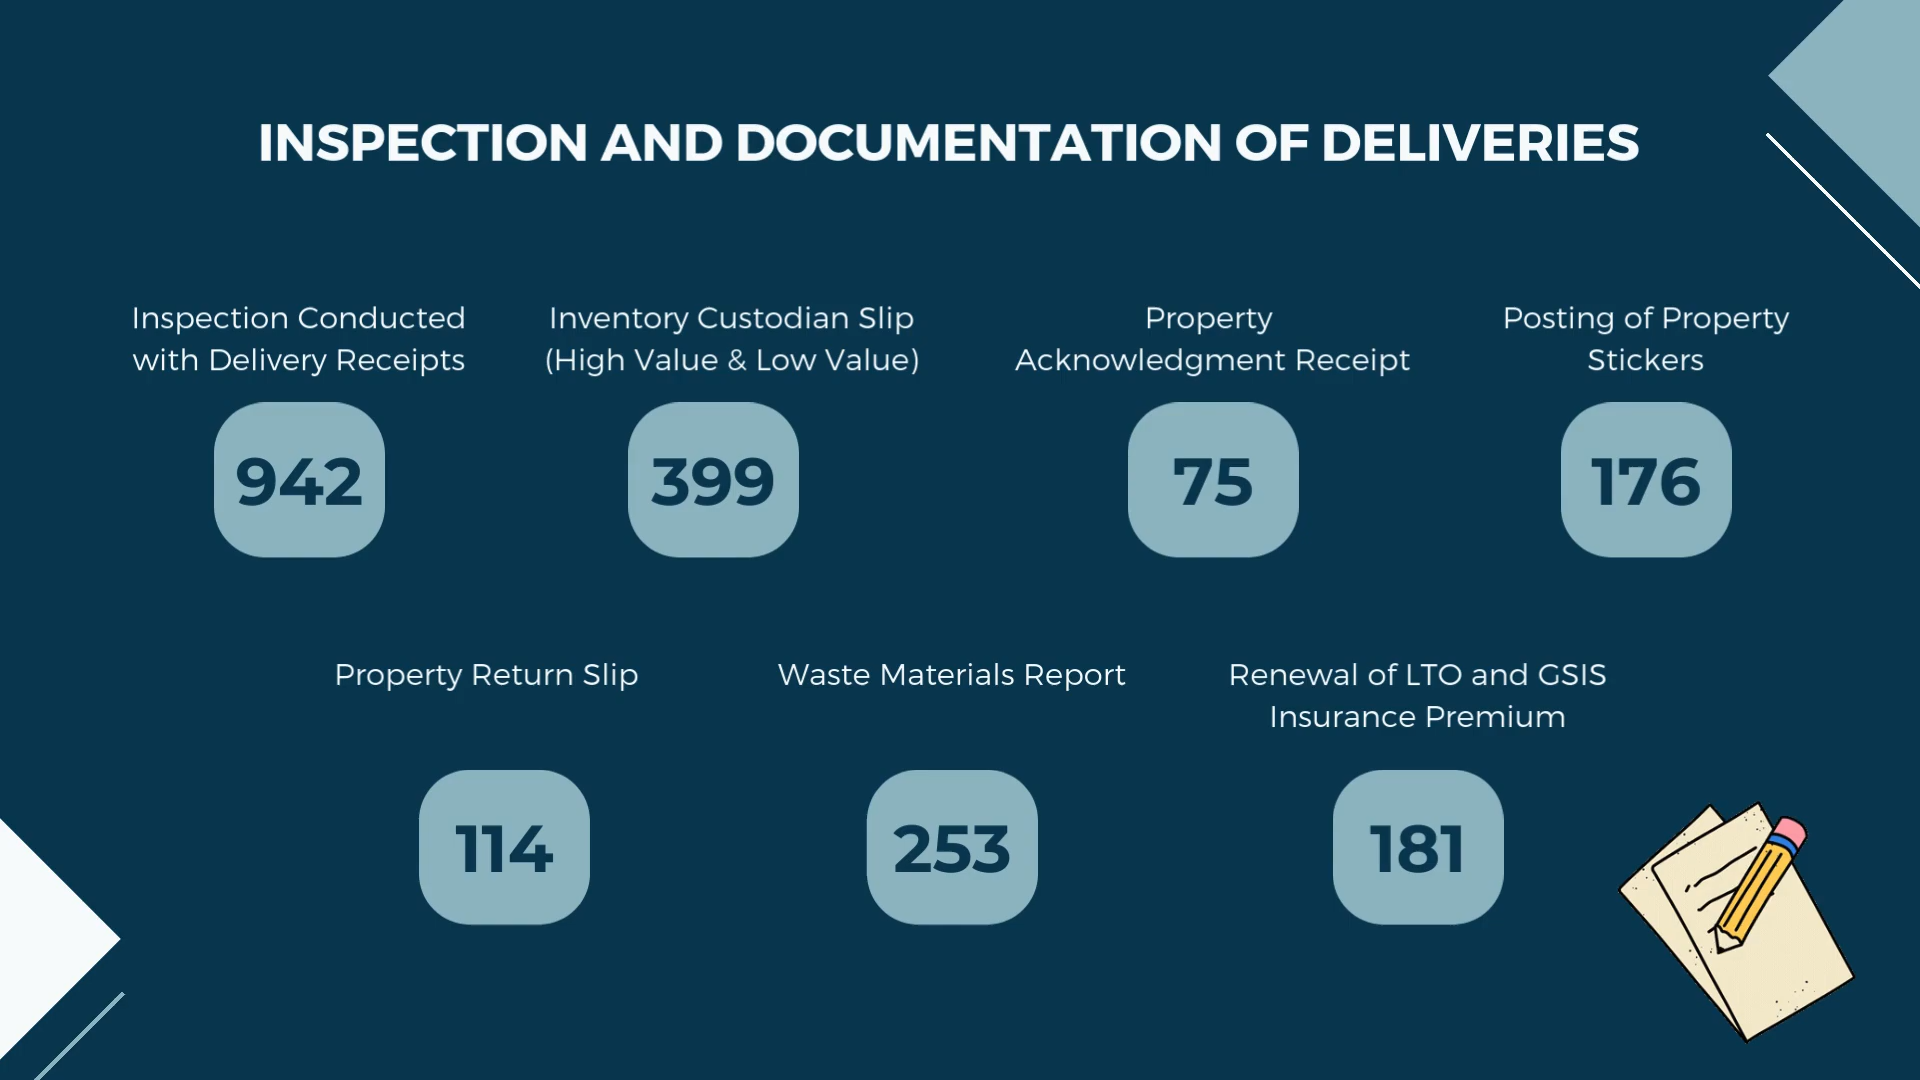 INSPECTION AND DOCUMENTATION OF DELIVERIES
Inspection Conducted
with Delivery Receipts
942
Inventory Custodian Slip
(High Value & Low Value)
399
Property
Acknowledgment Receipt
75
Posting of Property
Stickers
176
Property Return Slip
114
Waste Materials Report
253
Renewal of LTO and GSIS
Insurance Premium
181